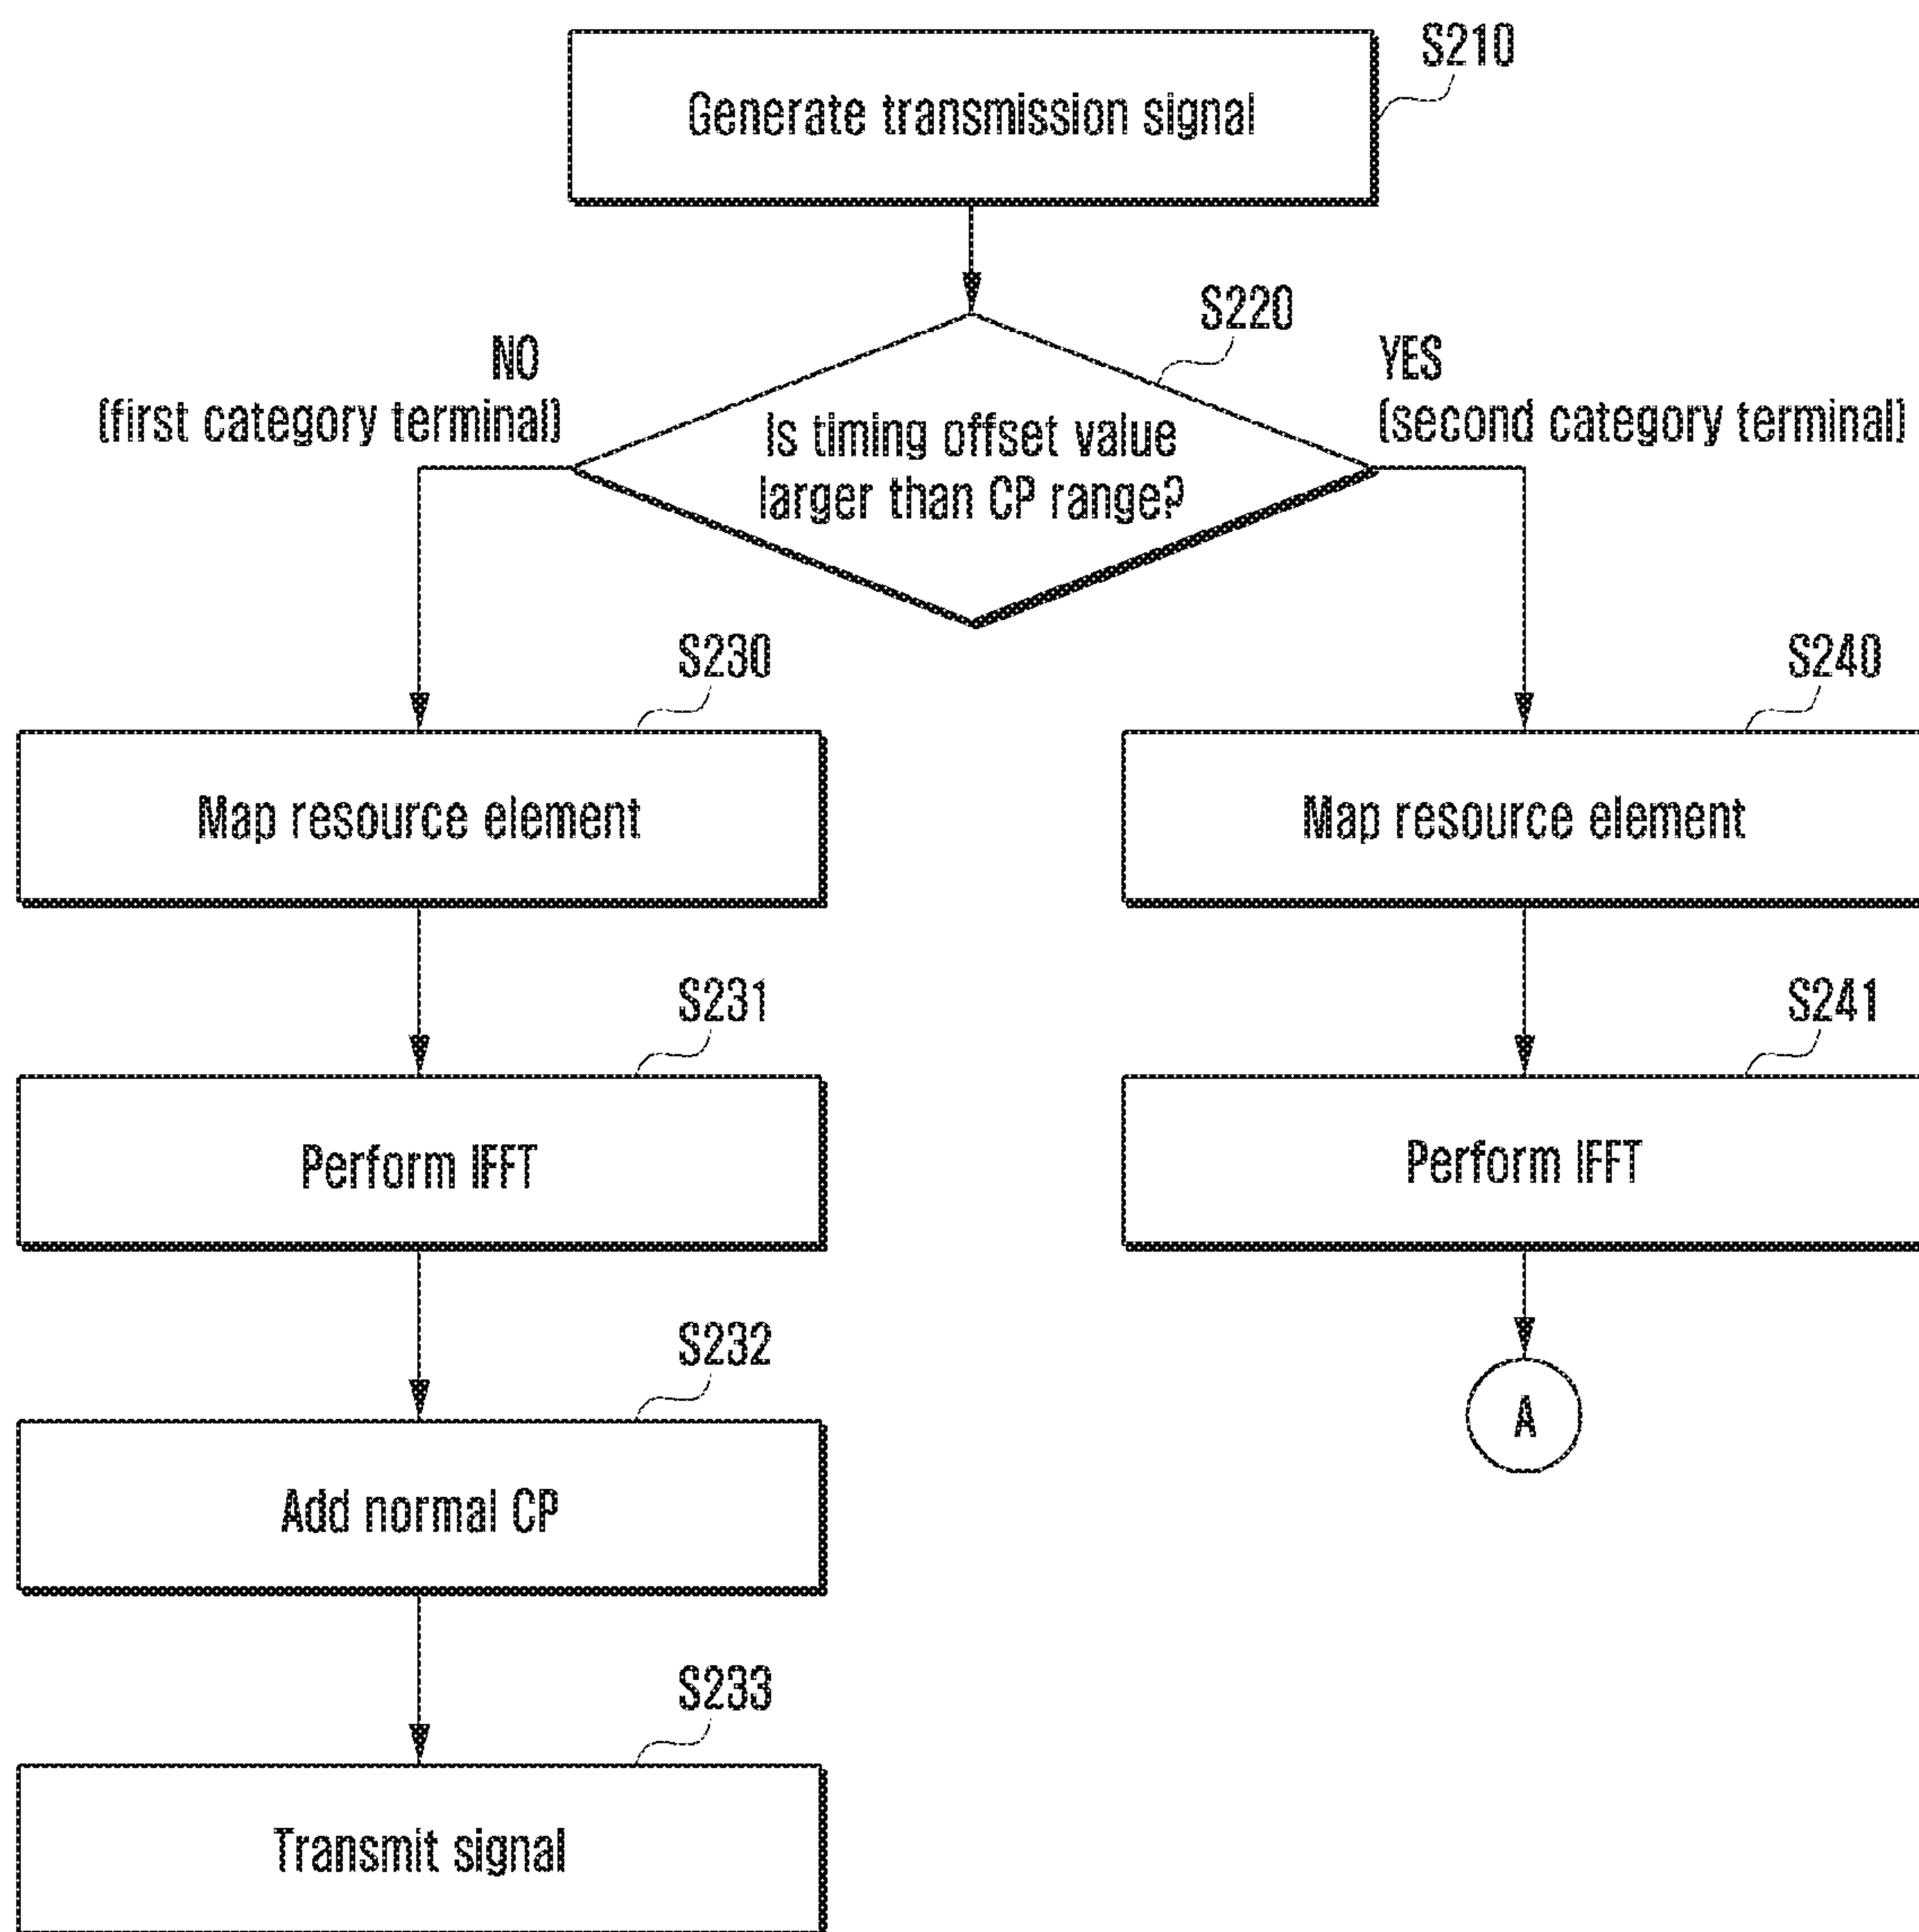 S210
Generate transmission signal
S220
NO
(first category terminal)
YES
(second category terminal)
Is timing offset value
larger than CP range?
S230
Map resource element
S240
Map resource element
S231
Perform IFFT
S241
Perform IFFT
S232
Add normal CP
A
S233
Transmit signal